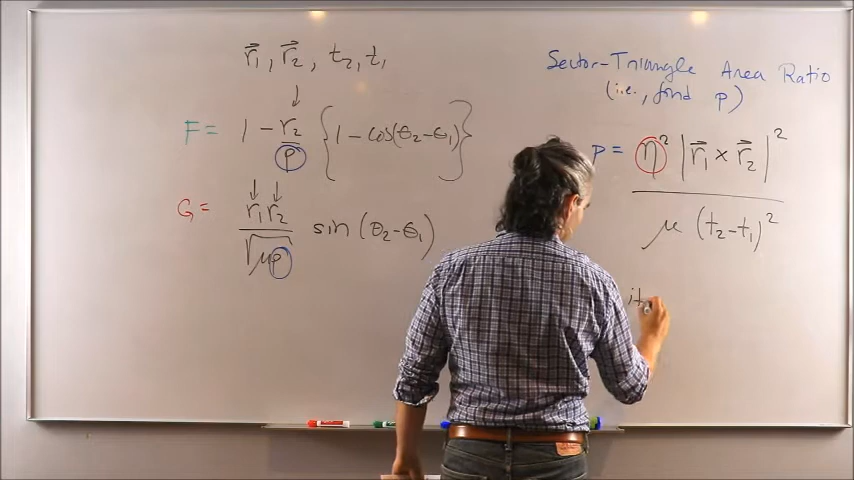 r⃗₁, r⃗₂, t₂, t₁
F = 1 - r₂/p {1 - cos(θ₂-θ₁)}
G = r₁r₂/√μp sin(θ₂-θ₁)
Sector-Triangle Area Ratio
(i.e., find p)
p = η² |r⃗₁ × r⃗₂|² / μ(t₂-t₁)²
it